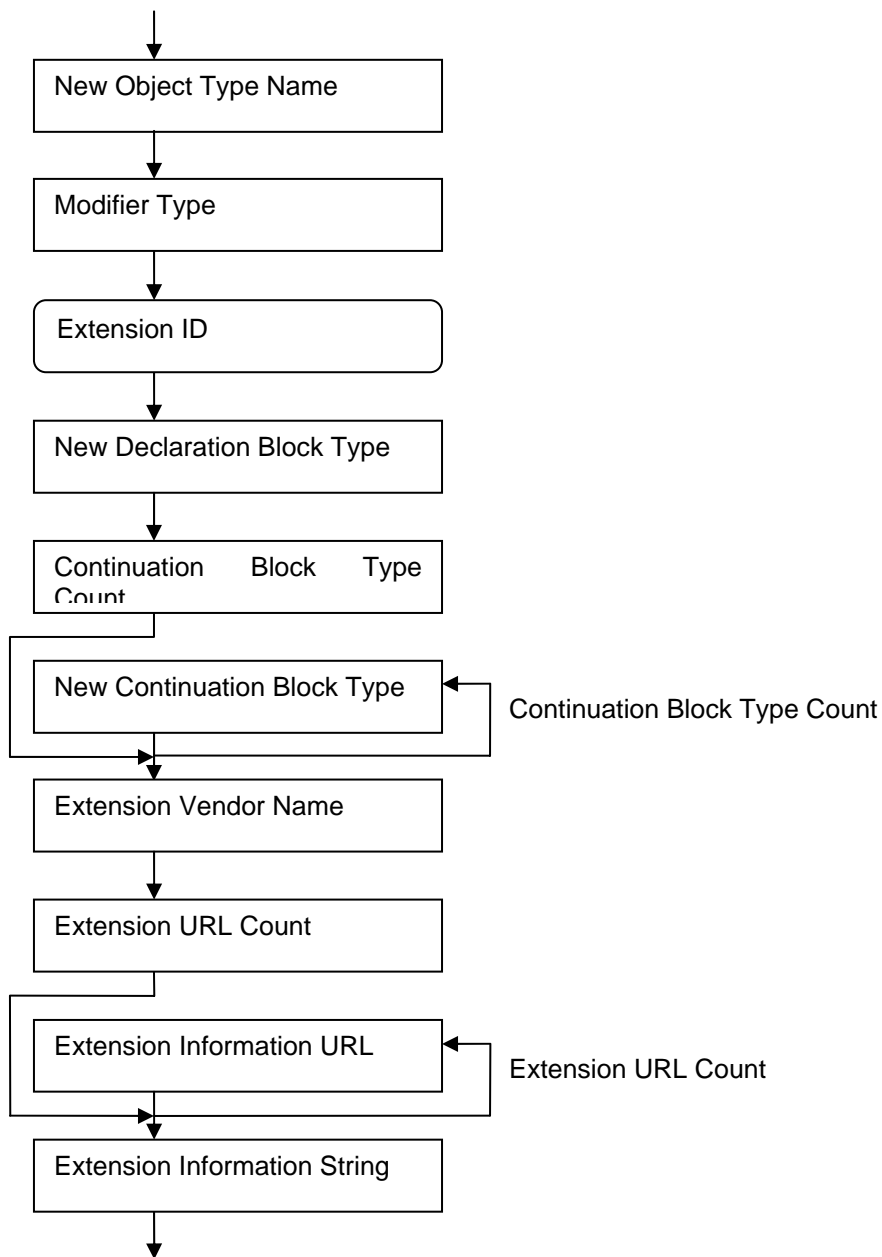 New Object Type Name
Modifier Type
Extension ID
New Declaration Block Type
Continuation Block Type
Count
New Continuation Block Type
Continuation Block Type Count
Extension Vendor Name
Extension URL Count
Extension Information URL
Extension URL Count
Extension Information String